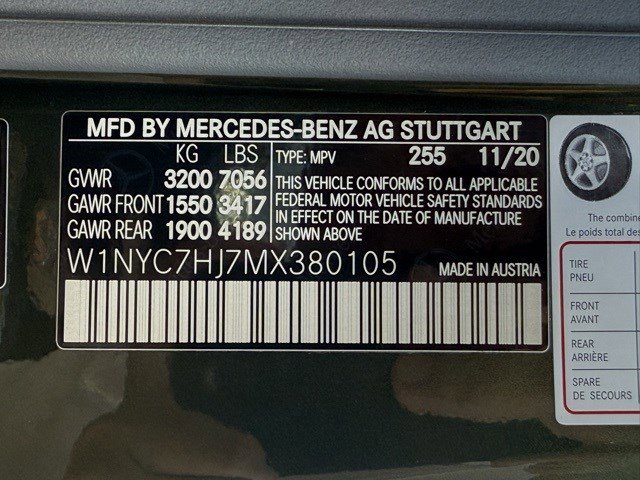 MFD BY MERCEDES-BENZ AG STUTTGART
KG LBS TYPE: MPV 255 11/20
GVWR 3200 7056 THIS VEHICLE CONFORMS TO ALL APPLICABLE
GAWR FRONT 1550 3417 FEDERAL MOTOR VEHICLE SAFETY STANDARDS
GAWR REAR 1900 4189 IN EFFECT ON THE DATE OF MANUFACTURE
SHOWN ABOVE
W1NYC7HJ7MX380105 MADE IN AUSTRIA
The combine
Le poids total des
TIRE
PNEU
FRONT
AVANT
REAR
ARRIÈRE
SPARE
DE SECOURS